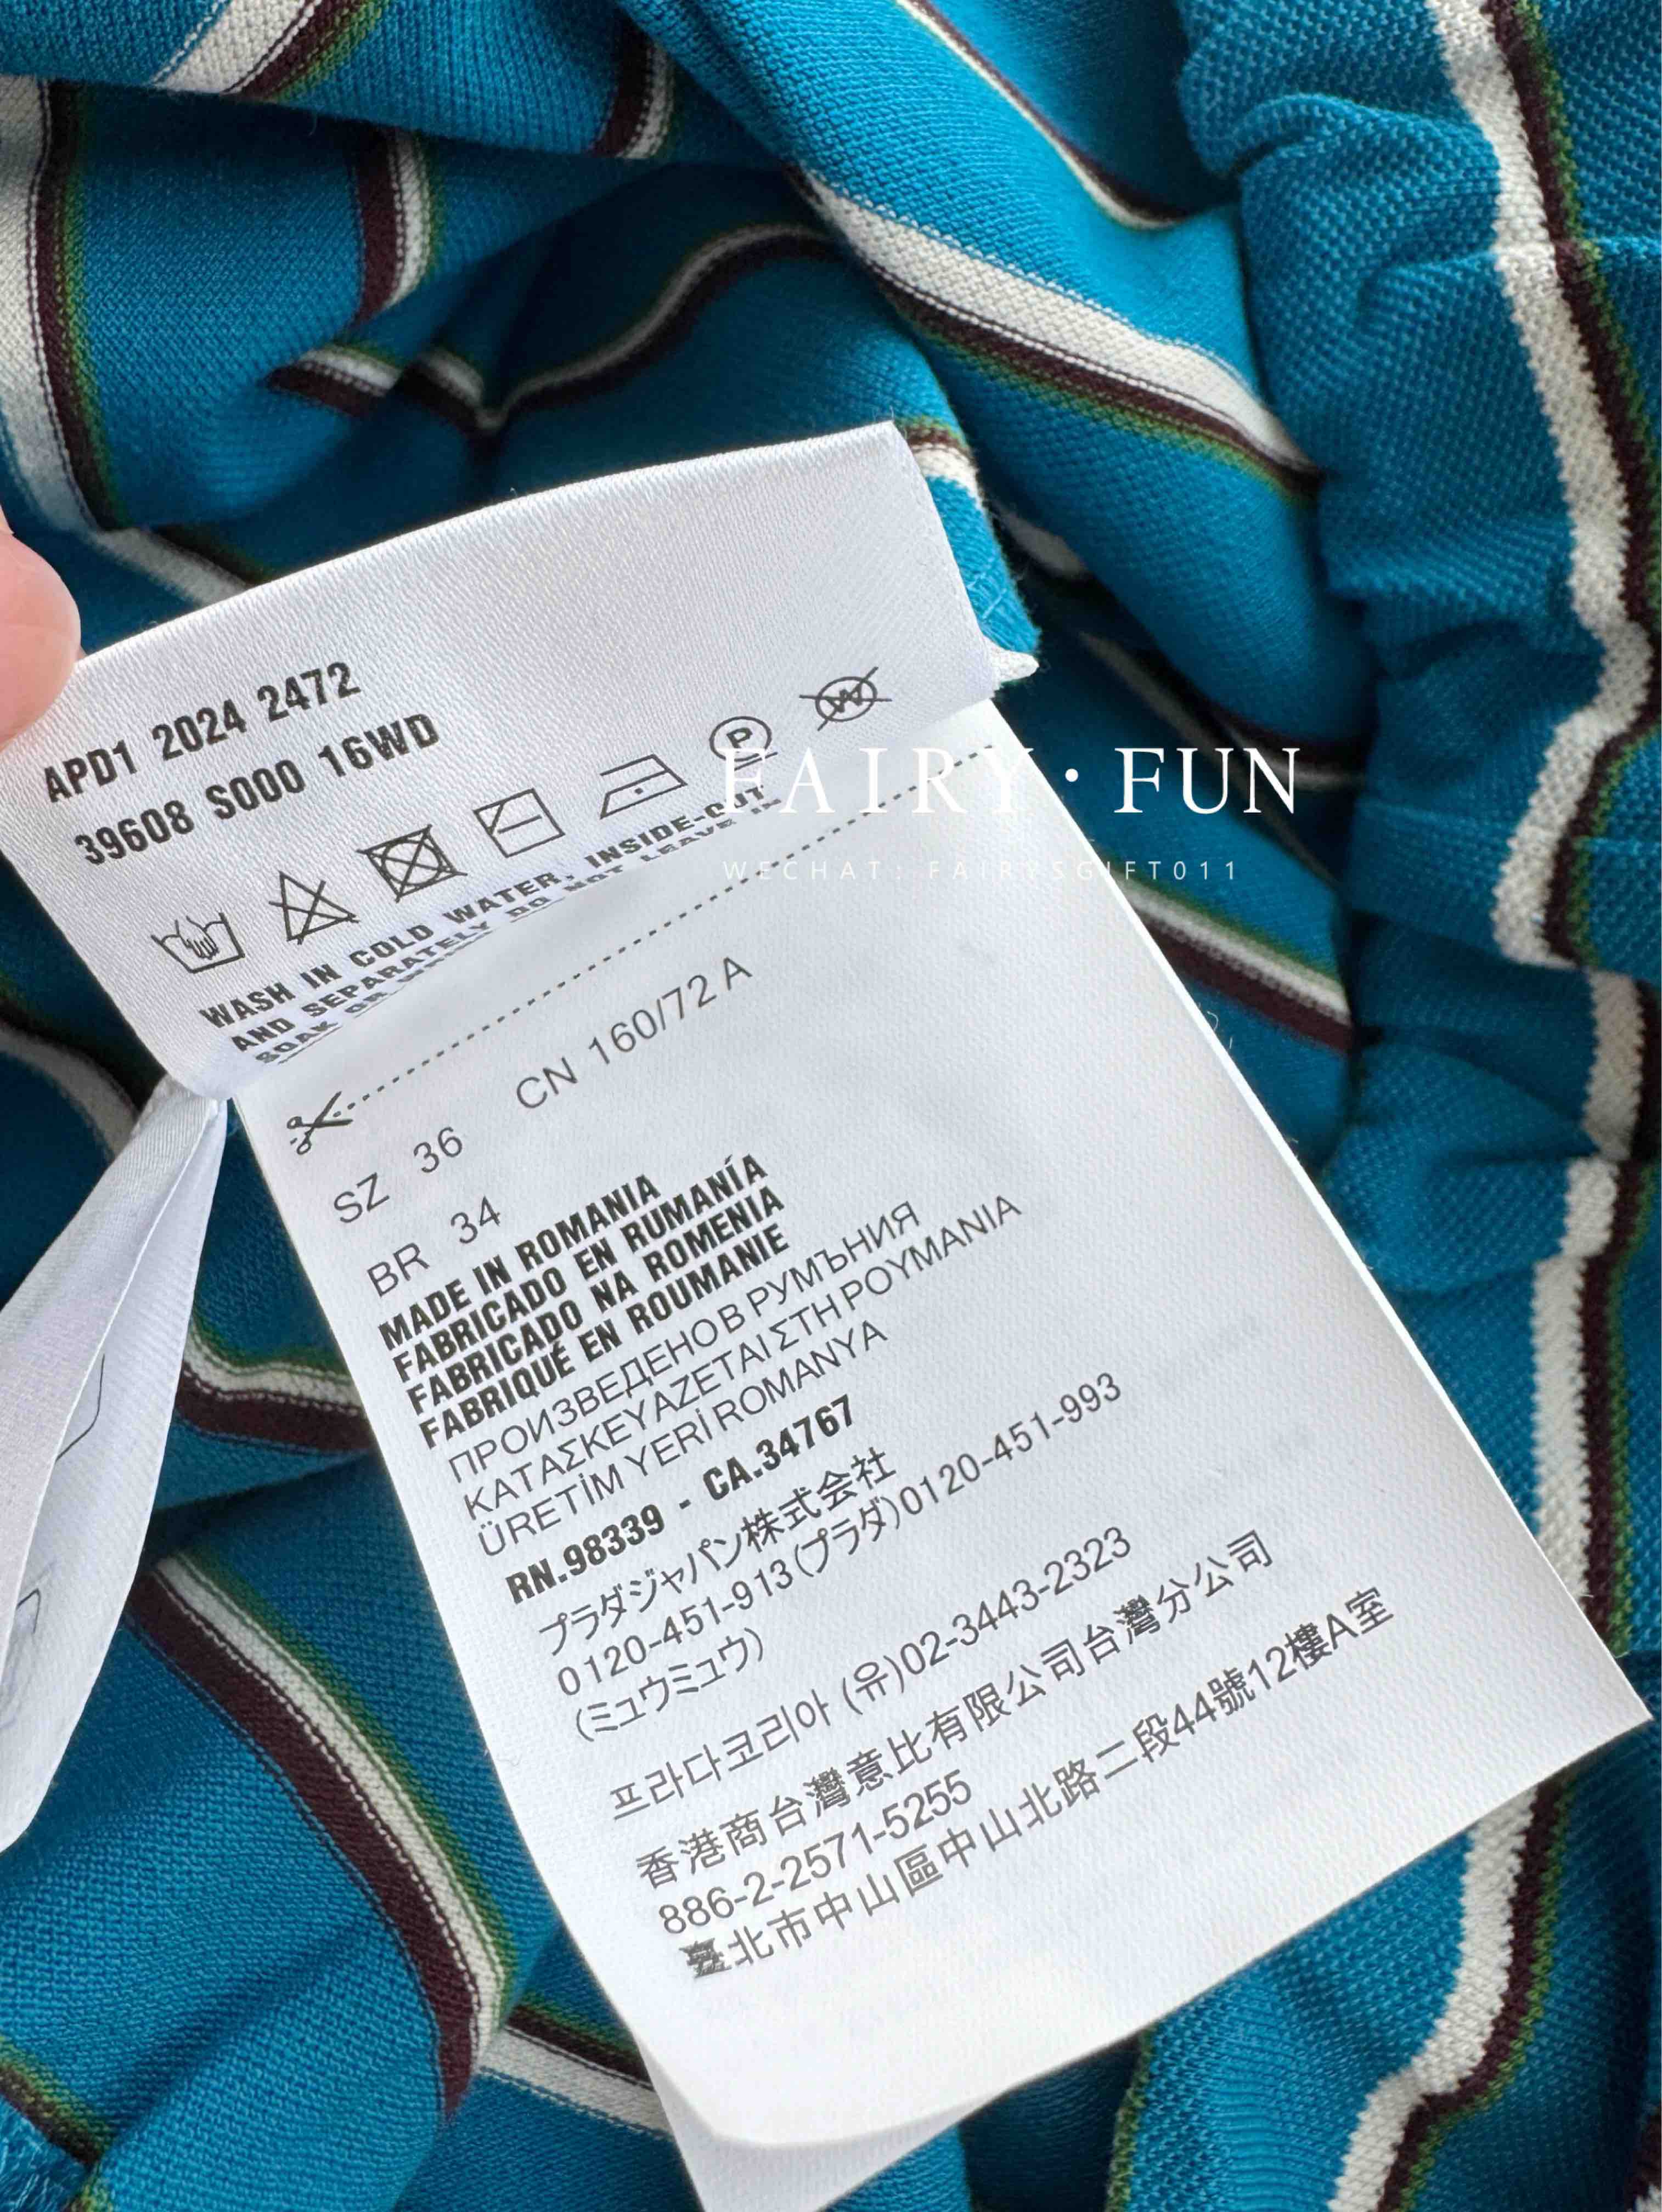 APD1 2024 2472
39608 S000 16WD
P
W
WASH IN COLD WATER, INSIDE-OUT
AND SEPARATELY DO NOT LEAVE IN
SOAK OR
FAIRY·FUN
WECHAT: FAIRYSGIFT011
SZ 36 CN 160/72 A
BR 34
MADE IN ROMANIA
FABRICADO EN RUMANÍA
FABRICADO NA ROMENIA
FABRIQUÉ EN ROUMANIE
ПРОИЗВЕДЕНО В РУМЪНИЯ
ΚΑΤΑΣΚΕΥΑΖΕΤΑΙ ΣΤΗ ΡΟΥΜΑΝΙΑ
ÜRETİM YERİ ROMANYA
RN.98339 - CA.34767
プラダジャパン株式会社
0120-451-913(プラダ)0120-451-993
(ミュウミュウ)
프라다코리아 (유)02-3443-2323
香港商台灣意比有限公司台灣分公司
886-2-2571-5255
臺北市中山區中山北路二段44號12樓A室